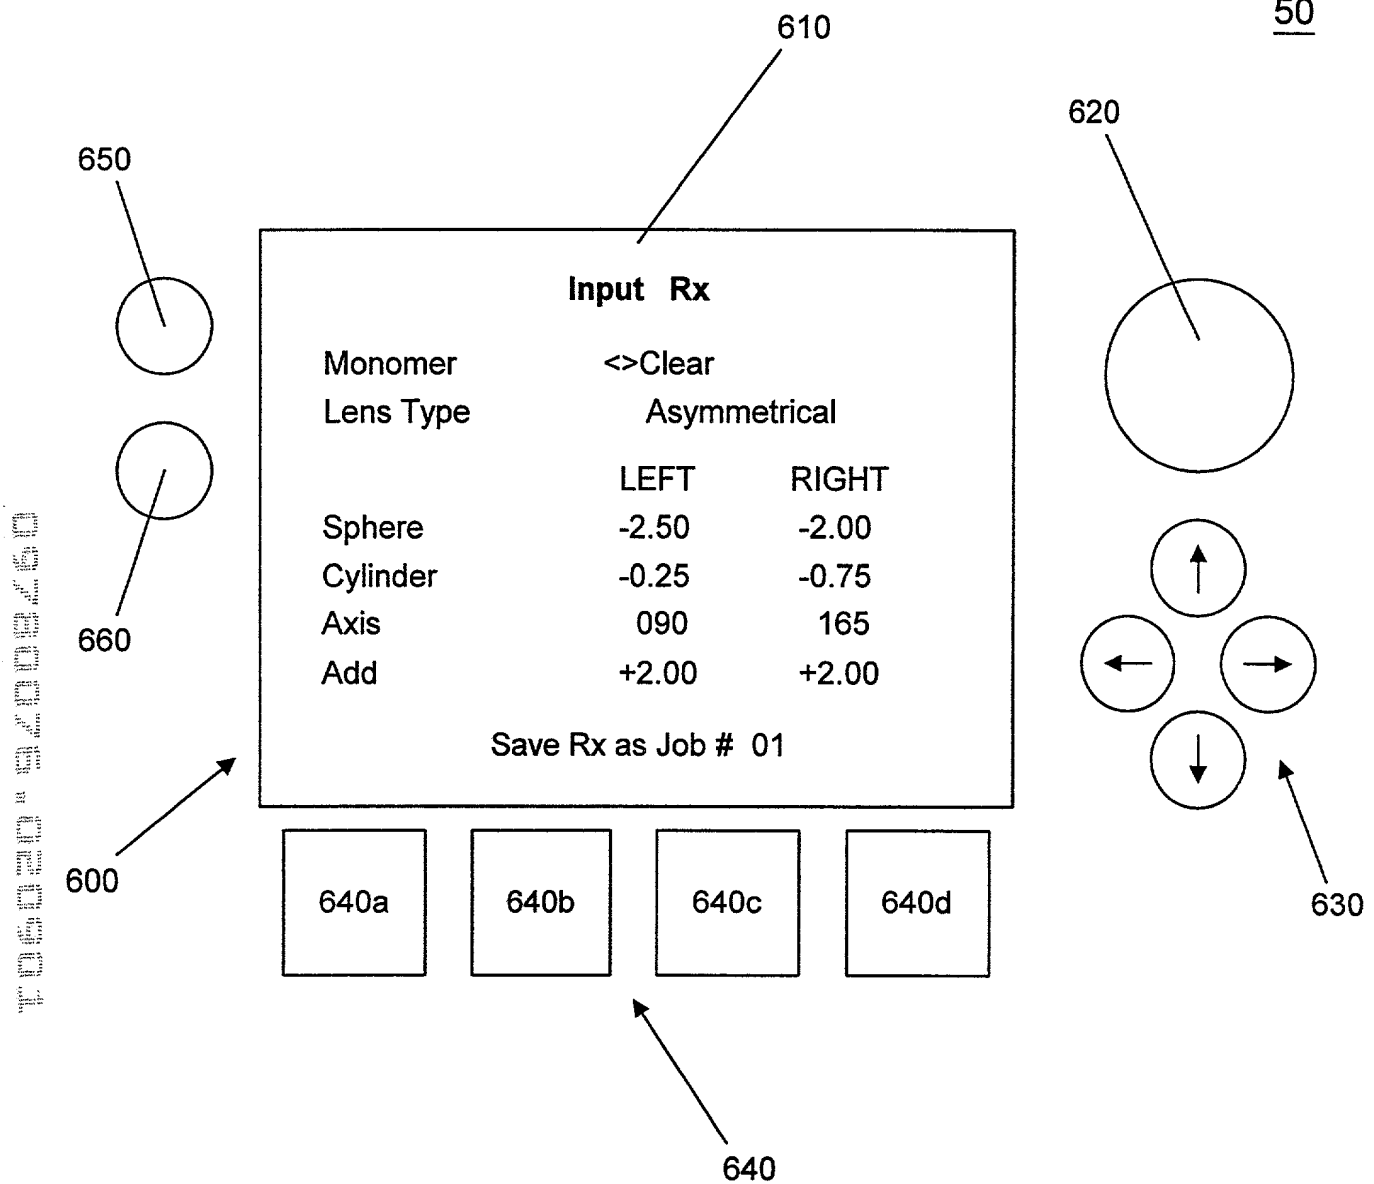 50
610
620
650
Input Rx
Monomer <>Clear
Lens Type Asymmetrical
LEFT RIGHT
Sphere -2.50 -2.00
Cylinder -0.25 -0.75
Axis 090 165
Add +2.00 +2.00
Save Rx as Job # 01
660
600
640a 640b 640c 640d
630
640